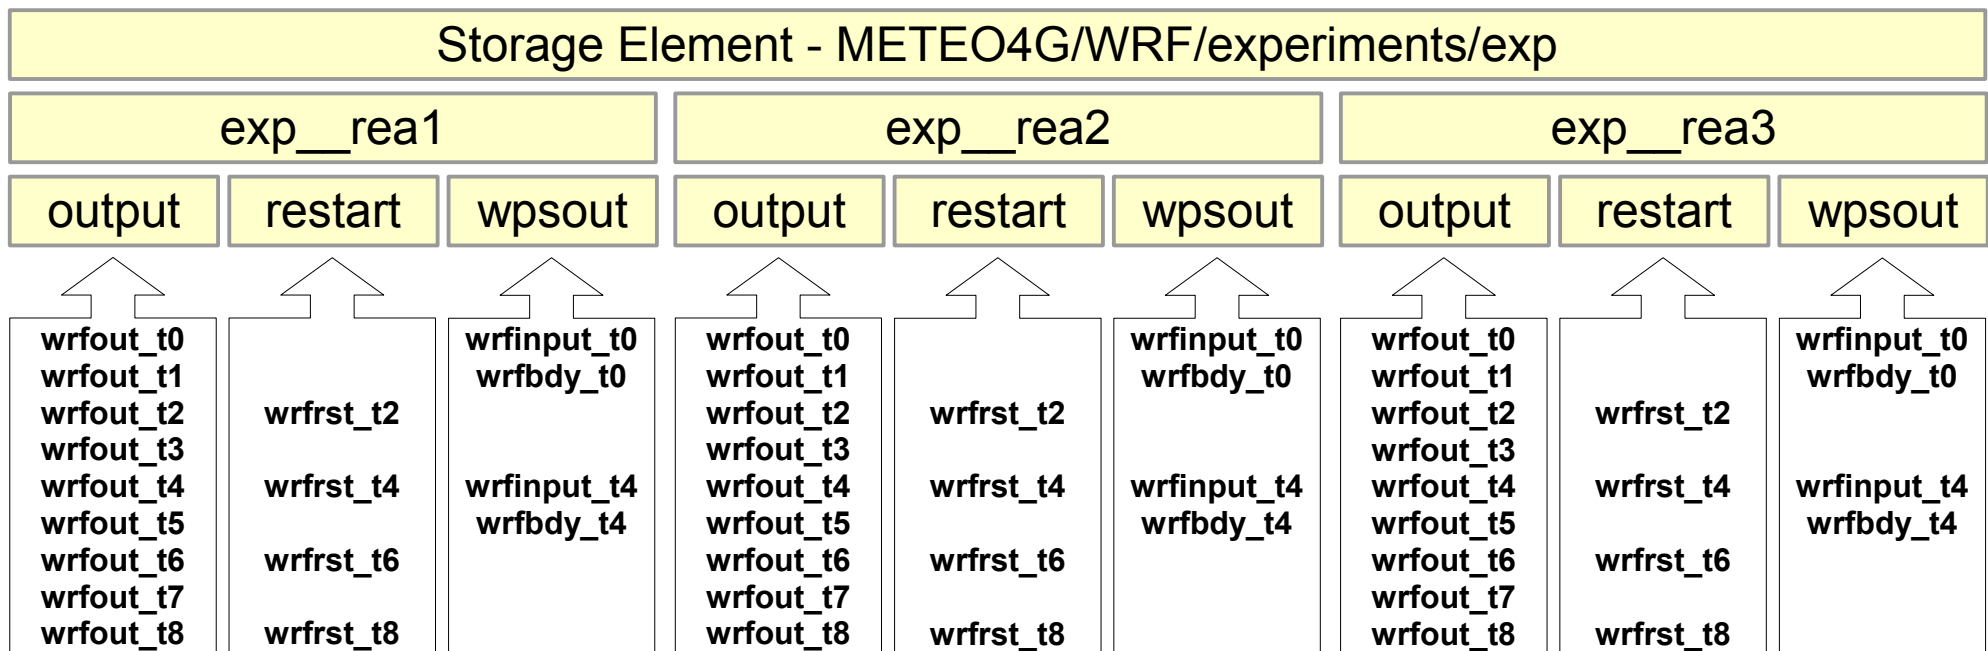 Storage Element - METEO4G/WRF/experiments/exp
exp__rea1
exp__rea2
exp__rea3
output
restart
wpsout
output
restart
wpsout
output
restart
wpsout
wrfout_t0
wrfout_t1
wrfout_t2
wrfout_t3
wrfout_t4
wrfout_t5
wrfout_t6
wrfout_t7
wrfout_t8
wrfrst_t2
wrfrst_t4
wrfrst_t6
wrfrst_t8
wrfinput_t0
wrfbdy_t0
wrfinput_t4
wrfbdy_t4
wrfout_t0
wrfout_t1
wrfout_t2
wrfout_t3
wrfout_t4
wrfout_t5
wrfout_t6
wrfout_t7
wrfout_t8
wrfrst_t2
wrfrst_t4
wrfrst_t6
wrfrst_t8
wrfinput_t0
wrfbdy_t0
wrfinput_t4
wrfbdy_t4
wrfout_t0
wrfout_t1
wrfout_t2
wrfout_t3
wrfout_t4
wrfout_t5
wrfout_t6
wrfout_t7
wrfout_t8
wrfrst_t2
wrfrst_t4
wrfrst_t6
wrfrst_t8
wrfinput_t0
wrfbdy_t0
wrfinput_t4
wrfbdy_t4